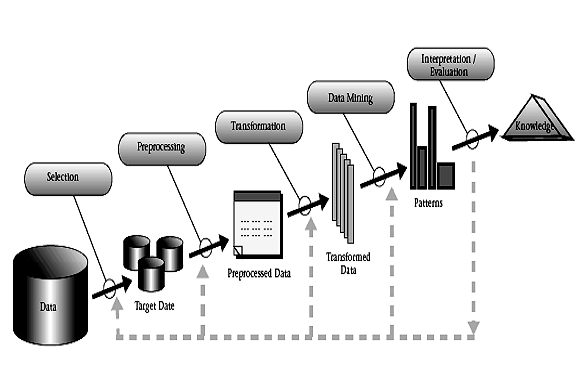 Interpretation /
Evaluation
Data Mining
Knowledge
Transformation
Preprocessing
Patterns
Selection
Transformed
Data
Preprocessed Data
Target Date
Data